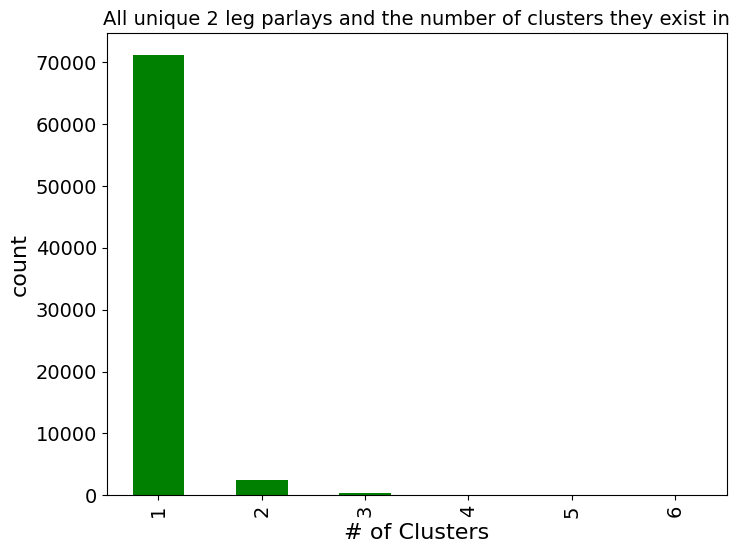 All unique 2 leg parlays and the number of clusters they exist in
70000
60000
50000
40000
30000
20000
10000
0
count
1 2 3 4 5 6
# of Clusters